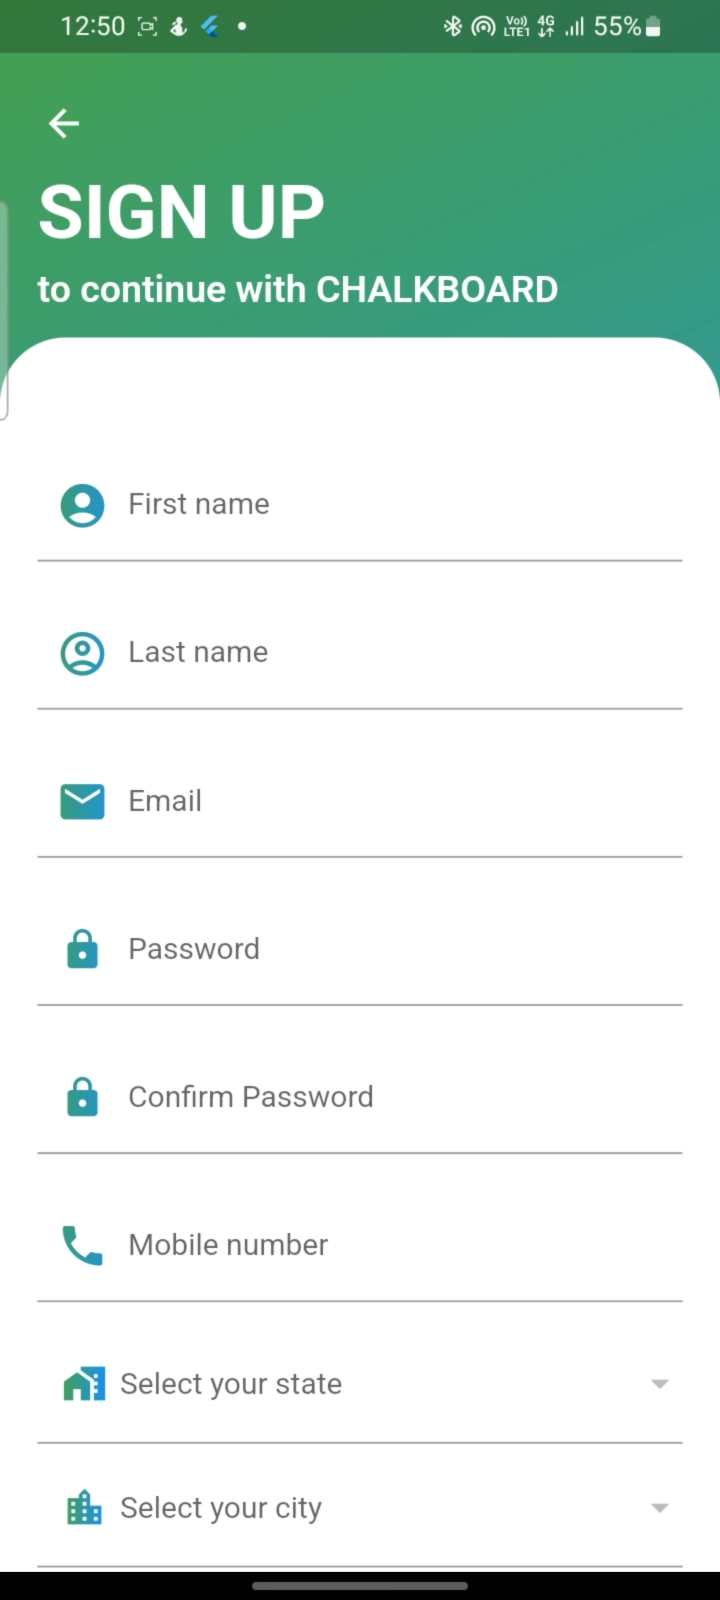 12:50 Vo)) LTE1 4G 55%
SIGN UP
to continue with CHALKBOARD
First name
Last name
Email
Password
Confirm Password
Mobile number
Select your state
Select your city